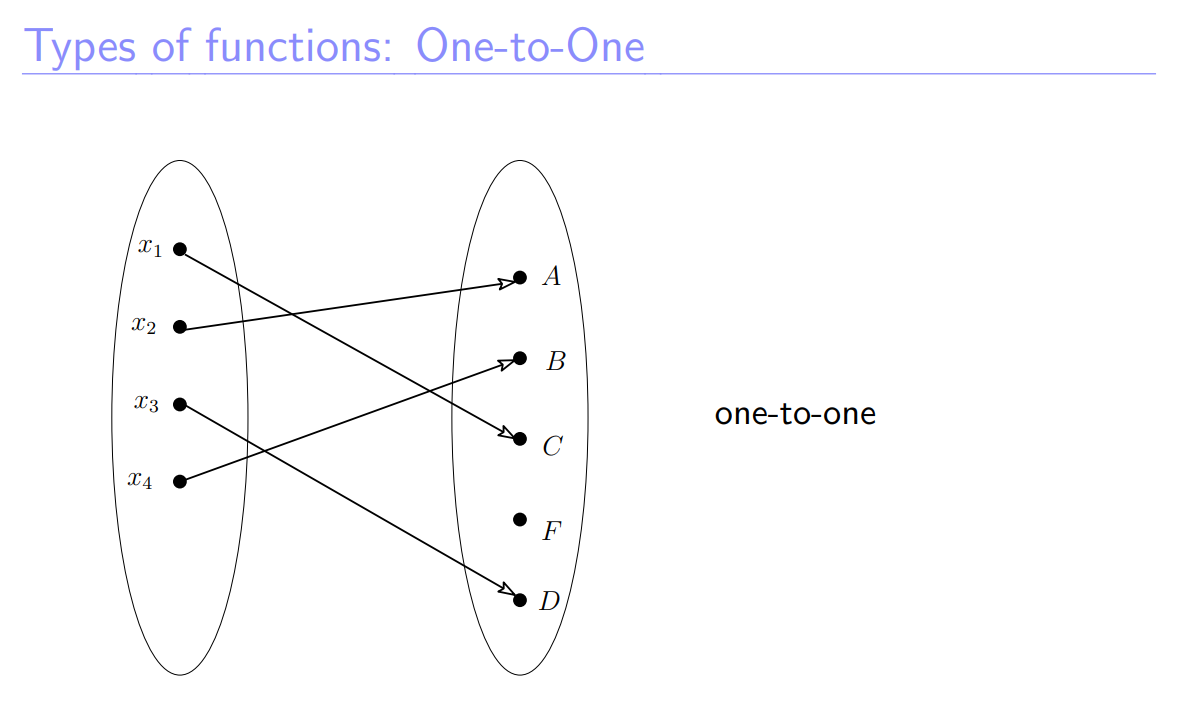 Types of functions: One-to-One
x₁
A
x₂
B
x₃
one-to-one
C
x₄
F
D